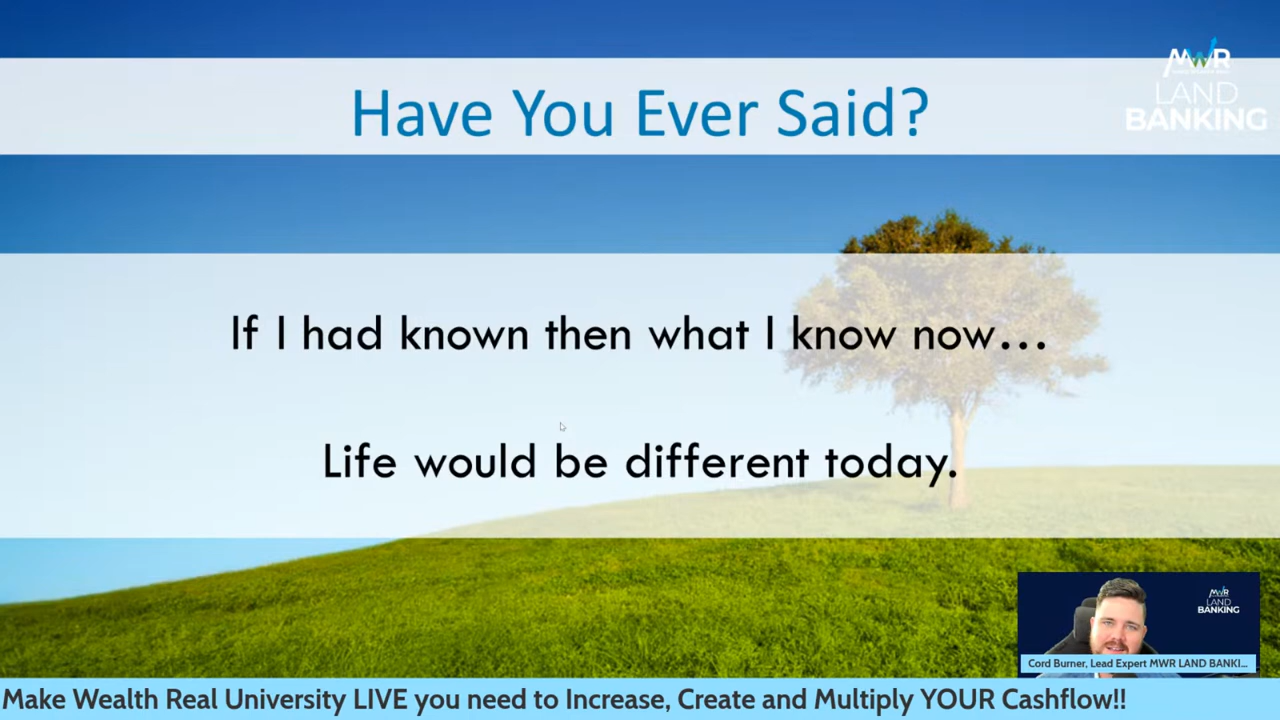 Have You Ever Said?
MWR
LAND
BANKING
If I had known then what I know now...
Life would be different today.
MWR
LAND
BANKING
Cord Burner, Lead Expert MWR LAND BANKI...
Make Wealth Real University LIVE you need to Increase, Create and Multiply YOUR Cashflow!!